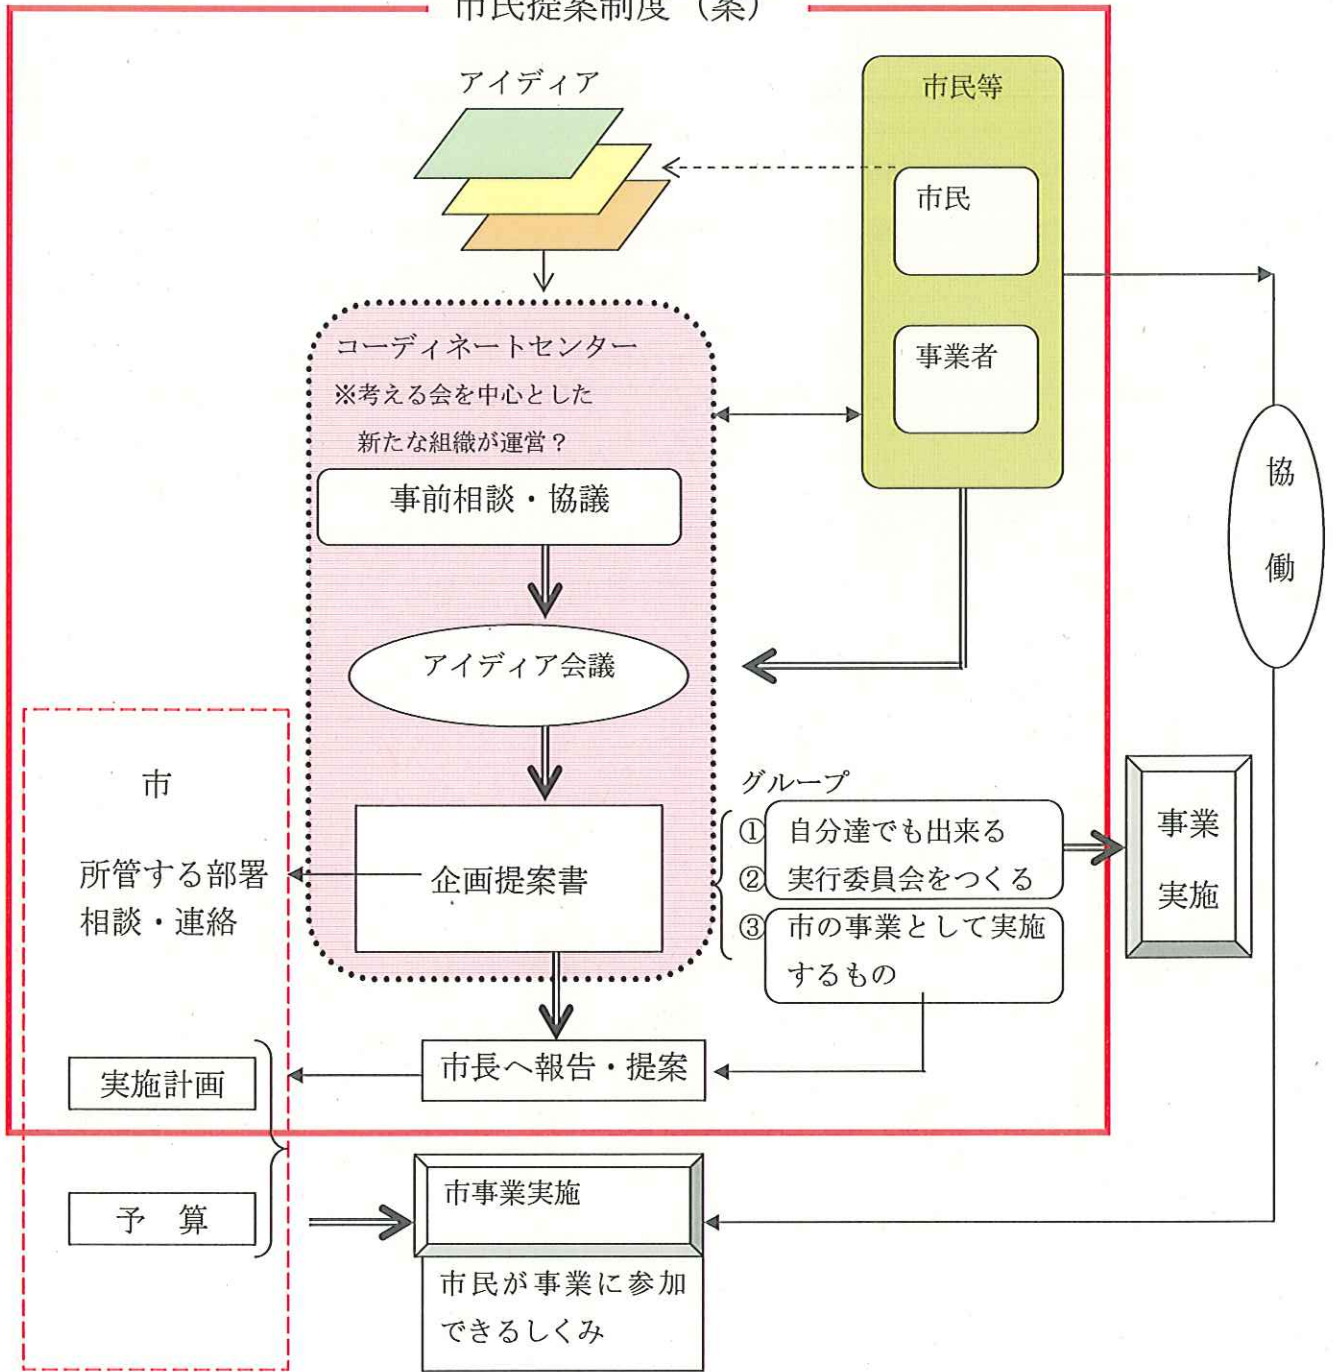 市民提案制度（案）
アイディア
市民等
市民
事業者
コーディネートセンター
※考える会を中心とした
新たな組織が運営？
事前相談・協議
アイディア会議
企画提案書
協
働
市
所管する部署
相談・連絡
グループ
① 自分達でも出来る
② 実行委員会をつくる
③ 市の事業として実施
するもの
事業
実施
市長へ報告・提案
実施計画
予　算
市事業実施
市民が事業に参加
できるしくみ